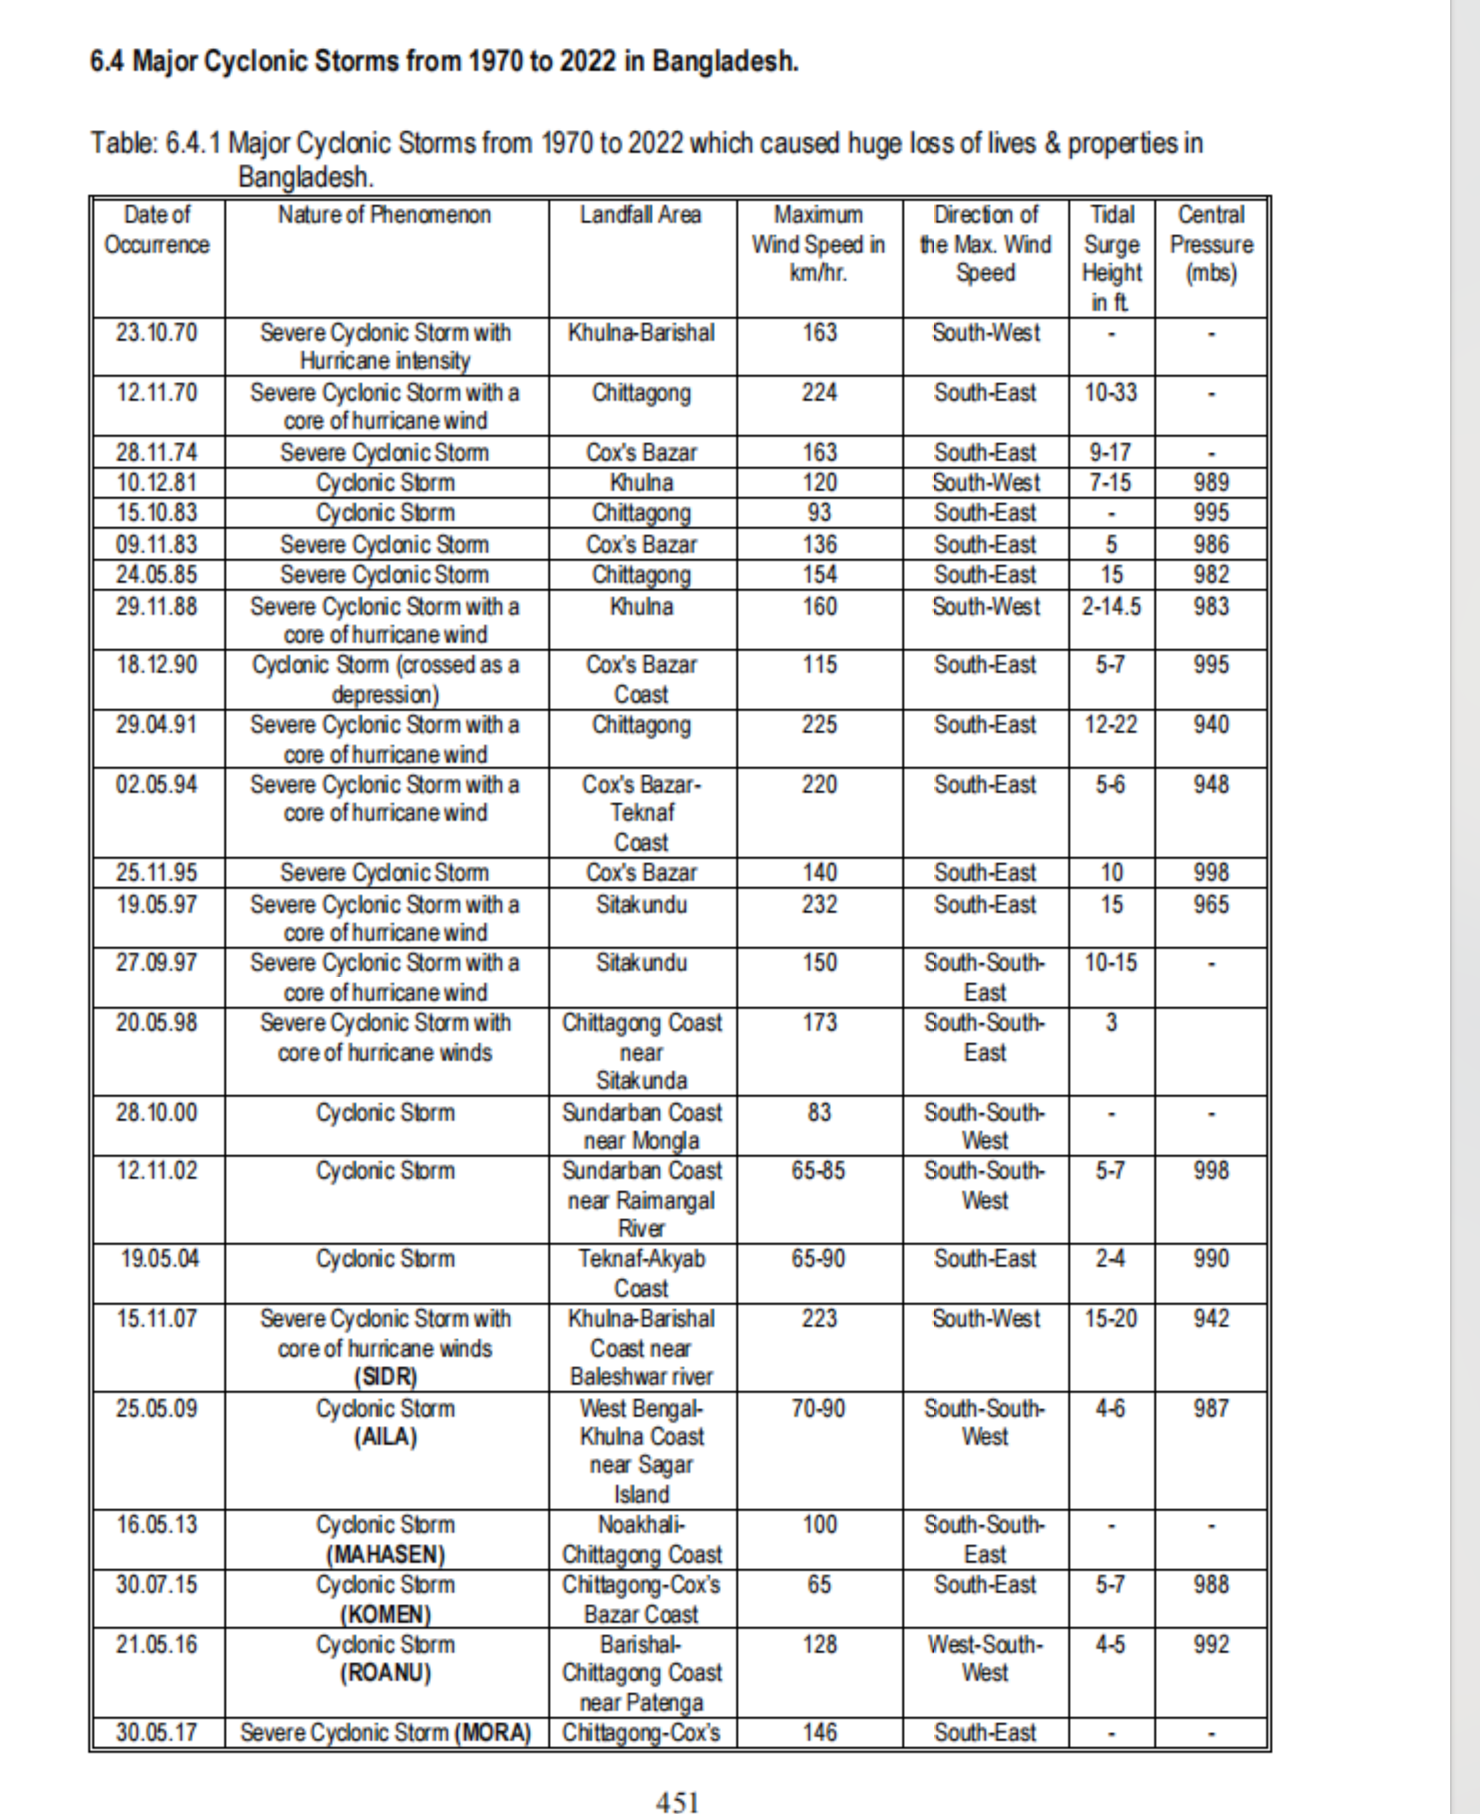 6.4 Major Cyclonic Storms from 1970 to 2022 in Bangladesh.
Table: 6.4.1 Major Cyclonic Storms from 1970 to 2022 which caused huge loss of lives & properties in
Bangladesh.
Date of Occurrence Nature of Phenomenon Landfall Area Maximum Wind Speed in km/hr. Direction of the Max. Wind Speed Tidal Surge Height in ft. Central Pressure (mbs)
23.10.70 Severe Cyclonic Storm with Hurricane intensity Khulna-Barishal 163 South-West - -
12.11.70 Severe Cyclonic Storm with a core of hurricane wind Chittagong 224 South-East 10-33 -
28.11.74 Severe Cyclonic Storm Cox's Bazar 163 South-East 9-17 -
10.12.81 Cyclonic Storm Khulna 120 South-West 7-15 989
15.10.83 Cyclonic Storm Chittagong 93 South-East - 995
09.11.83 Severe Cyclonic Storm Cox's Bazar 136 South-East 5 986
24.05.85 Severe Cyclonic Storm Chittagong 154 South-East 15 982
29.11.88 Severe Cyclonic Storm with a core of hurricane wind Khulna 160 South-West 2-14.5 983
18.12.90 Cyclonic Storm (crossed as a depression) Cox's Bazar Coast 115 South-East 5-7 995
29.04.91 Severe Cyclonic Storm with a core of hurricane wind Chittagong 225 South-East 12-22 940
02.05.94 Severe Cyclonic Storm with a core of hurricane wind Cox's Bazar-Teknaf Coast 220 South-East 5-6 948
25.11.95 Severe Cyclonic Storm Cox's Bazar 140 South-East 10 998
19.05.97 Severe Cyclonic Storm with a core of hurricane wind Sitakundu 232 South-East 15 965
27.09.97 Severe Cyclonic Storm with a core of hurricane wind Sitakundu 150 South-South-East 10-15 -
20.05.98 Severe Cyclonic Storm with core of hurricane winds Chittagong Coast near Sitakunda 173 South-South-East 3
28.10.00 Cyclonic Storm Sundarban Coast near Mongla 83 South-South-West - -
12.11.02 Cyclonic Storm Sundarban Coast near Raimangal River 65-85 South-South-West 5-7 998
19.05.04 Cyclonic Storm Teknaf-Akyab Coast 65-90 South-East 2-4 990
15.11.07 Severe Cyclonic Storm with core of hurricane winds (SIDR) Khulna-Barishal Coast near Baleshwar river 223 South-West 15-20 942
25.05.09 Cyclonic Storm (AILA) West Bengal-Khulna Coast near Sagar Island 70-90 South-South-West 4-6 987
16.05.13 Cyclonic Storm (MAHASEN) Noakhali-Chittagong Coast 100 South-South-East - -
30.07.15 Cyclonic Storm (KOMEN) Chittagong-Cox's Bazar Coast 65 South-East 5-7 988
21.05.16 Cyclonic Storm (ROANU) Barishal-Chittagong Coast near Patenga 128 West-South-West 4-5 992
30.05.17 Severe Cyclonic Storm (MORA) Chittagong-Cox's 146 South-East - -
451